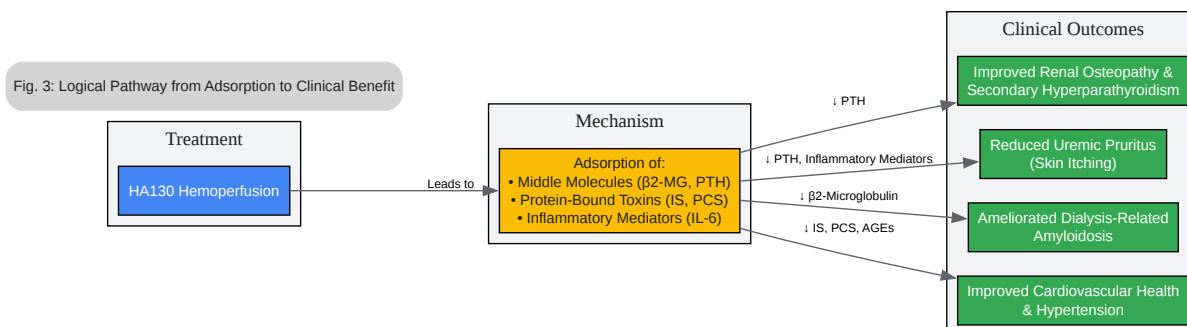 Fig. 3: Logical Pathway from Adsorption to Clinical Benefit
Treatment
HA130 Hemoperfusion
Leads to
Mechanism
Adsorption of:
• Middle Molecules (β2-MG, PTH)
• Protein-Bound Toxins (IS, PCS)
• Inflammatory Mediators (IL-6)
↓ PTH
↓ PTH, Inflammatory Mediators
↓ β2-Microglobulin
↓ IS, PCS, AGEs
Clinical Outcomes
Improved Renal Osteopathy &
Secondary Hyperparathyroidism
Reduced Uremic Pruritus
(Skin Itching)
Ameliorated Dialysis-Related
Amyloidosis
Improved Cardiovascular Health
& Hypertension